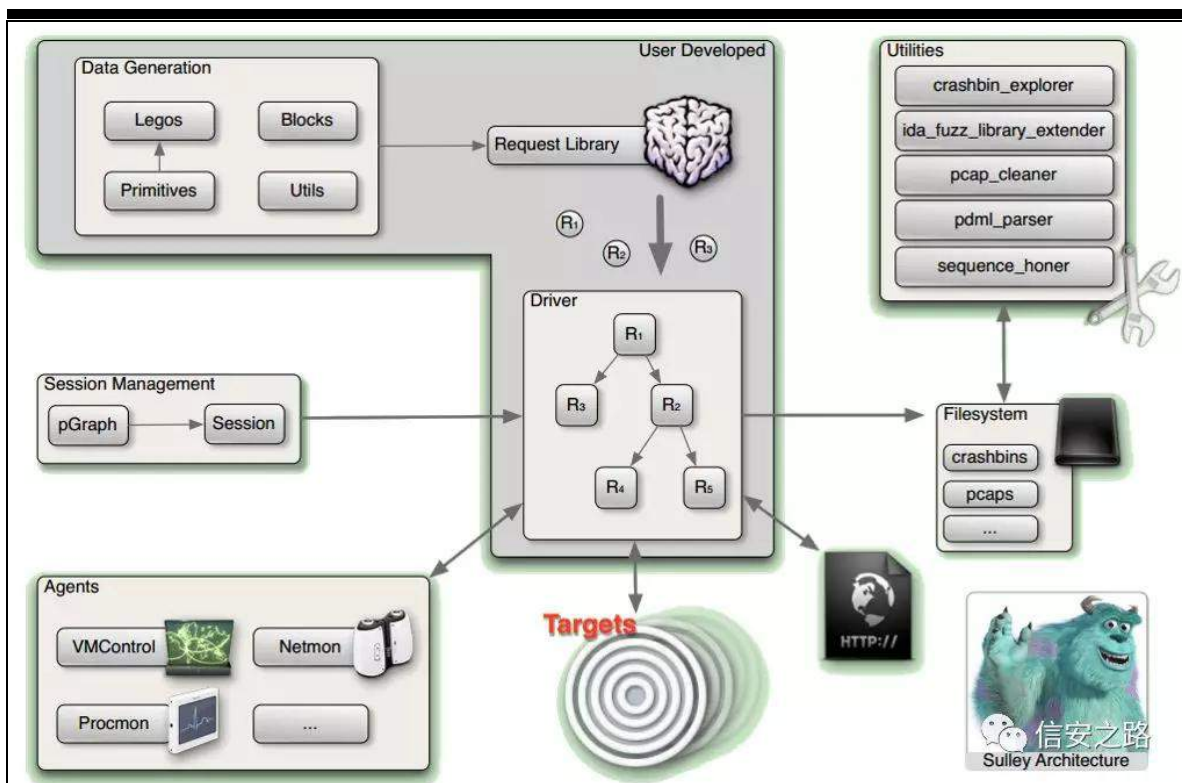 User Developed
Data Generation
Legos
Blocks
Primitives
Utils
Request Library
R1
R2
R3
Driver
R1
R3
R2
R4
R5
Utilities
crashbin_explorer
ida_fuzz_library_extender
pcap_cleaner
pdml_parser
sequence_honer
Session Management
pGraph
Session
Filesystem
crashbins
pcaps
...
Agents
VMControl
Netmon
Procmon
...
Targets
HTTP://
信安之路
Sulley Architecture